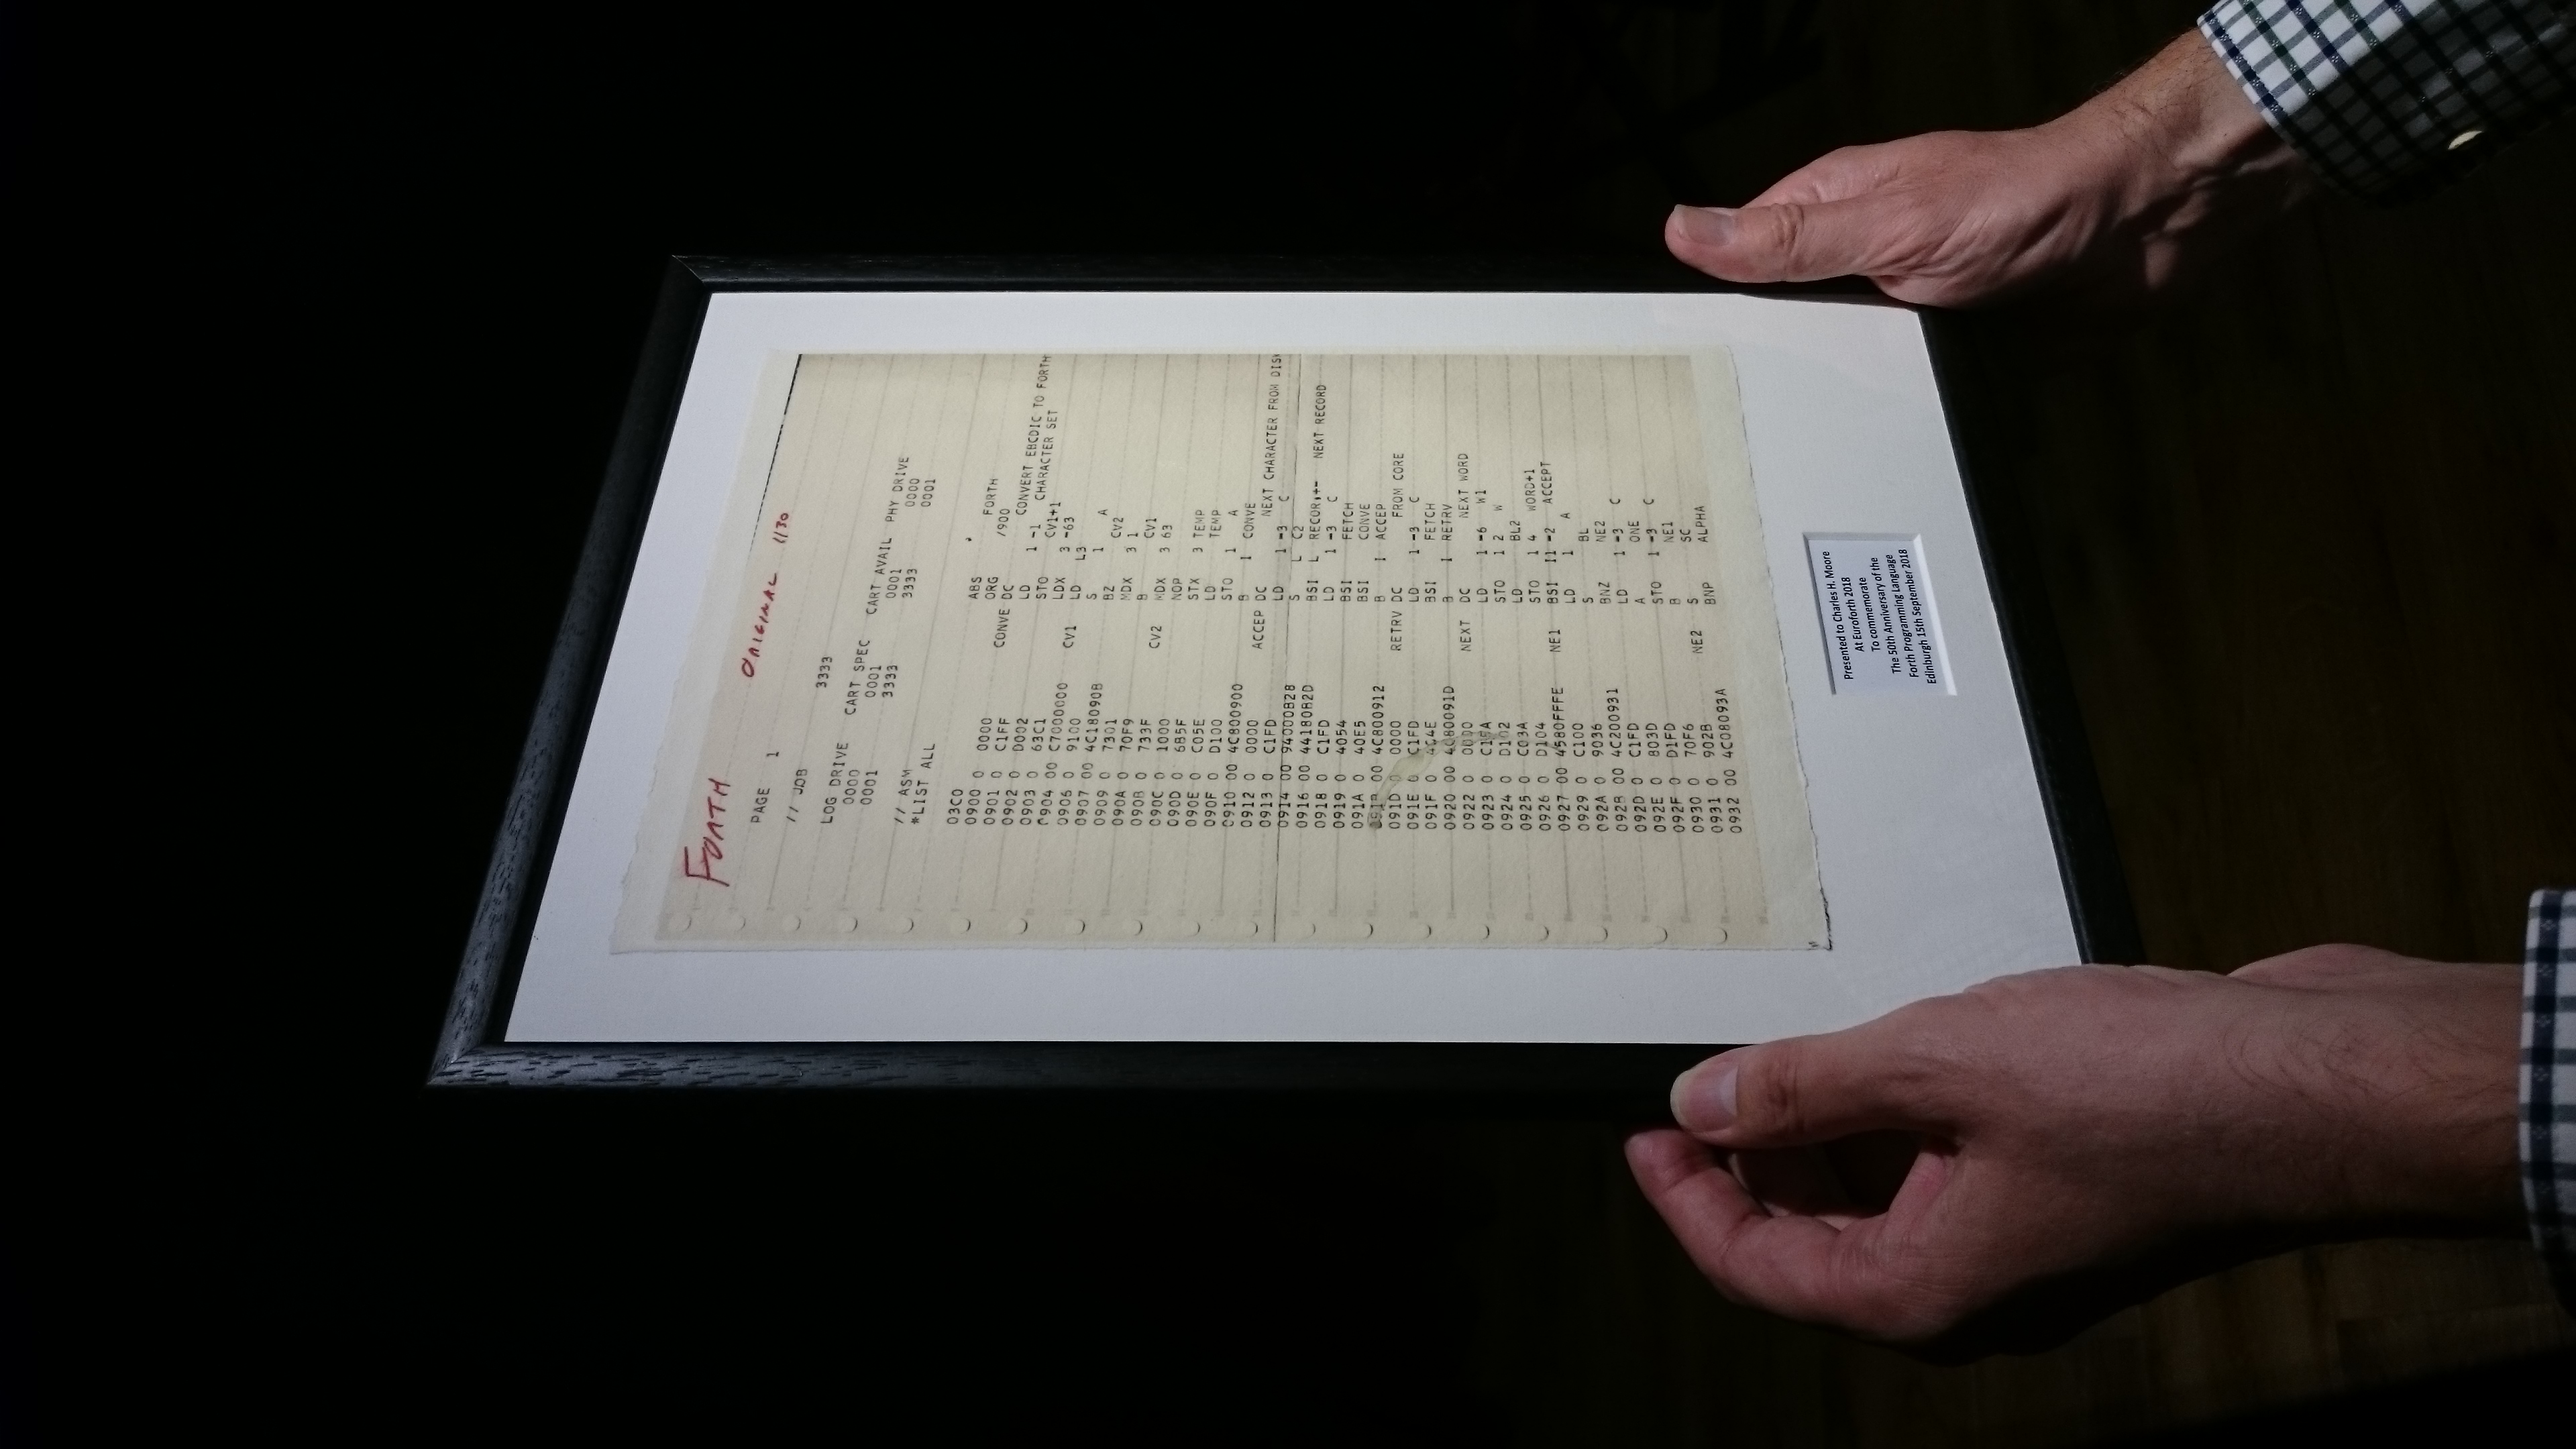 FORTH ORIGINAL 1130
PAGE 1
// JOB 3333
LOG DRIVE CART SPEC CART AVAIL PHY DRIVE
0000 0001 0001 0000
0001 3333 3333 0001
// ASM
*LIST ALL
ABS FORTH
03C0 ORG /900
0900 0 0000 CONVE DC CONVERT EBCDIC TO FORTH
0901 0 C1FF LD 1 -1 CHARACTER SET
0902 0 D002 STO CV1+1
0903 0 63C1 LDX 3 -63
0904 00 C7000000 CV1 LD L3
0906 0 9100 S 1 A
0907 00 4C18090B BZ CV2
0909 0 7301 MDX 3 1
090A 0 70F9 B CV1
090B 0 733F CV2 MDX 3 63
090C 0 1000 NOP
090D 0 6B5F STX 3 TEMP
090E 0 C05E LD TEMP
090F 0 D100 STO 1 A
0910 00 4C800900 B I CONVE
0912 0 0000 ACCEP DC NEXT CHARACTER FROM DISK
0913 0 C1FD LD 1 -3 C
0914 00 94000B28 S L C2
0916 00 44180B2D BSI L RECOR,+- NEXT RECORD
0918 0 C1FD LD 1 -3 C
0919 0 4054 BSI FETCH
091A 0 40E5 BSI CONVE
091B 00 4C800912 B I ACCEP
091D 0 0000 RETRV DC FROM CORE
091E 0 C1FD LD 1 -3 C
091F 0 404E BSI FETCH
0920 00 4C80091D B I RETRV
0922 0 0000 NEXT DC NEXT WORD
0923 0 C1FA LD 1 -6 W1
0924 0 D102 STO 1 2 W
0925 0 C03A LD BL2
0926 0 D104 STO 1 4 WORD+1
0927 00 4580FFFE NE1 BSI I1 -2 ACCEPT
0929 0 C100 LD 1 A
092A 0 9036 S BL
092B 00 4C200931 BNZ NE2
092D 0 C1FD LD 1 -3 C
092E 0 803D A ONE
092F 0 D1FD STO 1 -3 C
0930 0 70F6 B NE1
0931 0 902B NE2 S SC
0932 00 4C08093A BNP ALPHA
Presented to Charles H. Moore
At Euroforth 2018
To commemorate
The 50th Anniversary of the
Forth Programming Language
Edinburgh 15th September 2018